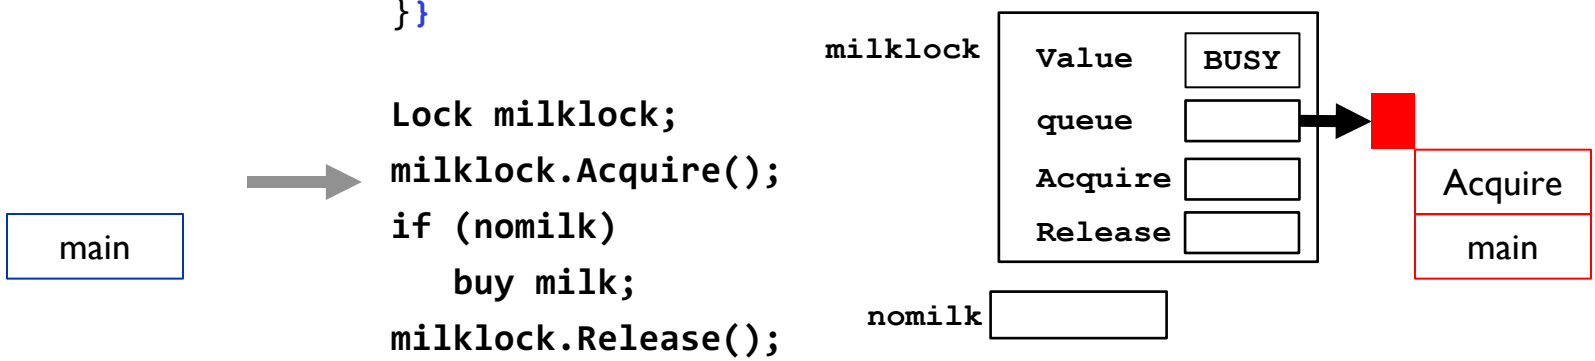 }}
Lock milklock;
milklock.Acquire();
if (nomilk)
   buy milk;
milklock.Release();
main
milklock
Value BUSY
queue
Acquire
Release
nomilk
Acquire
main